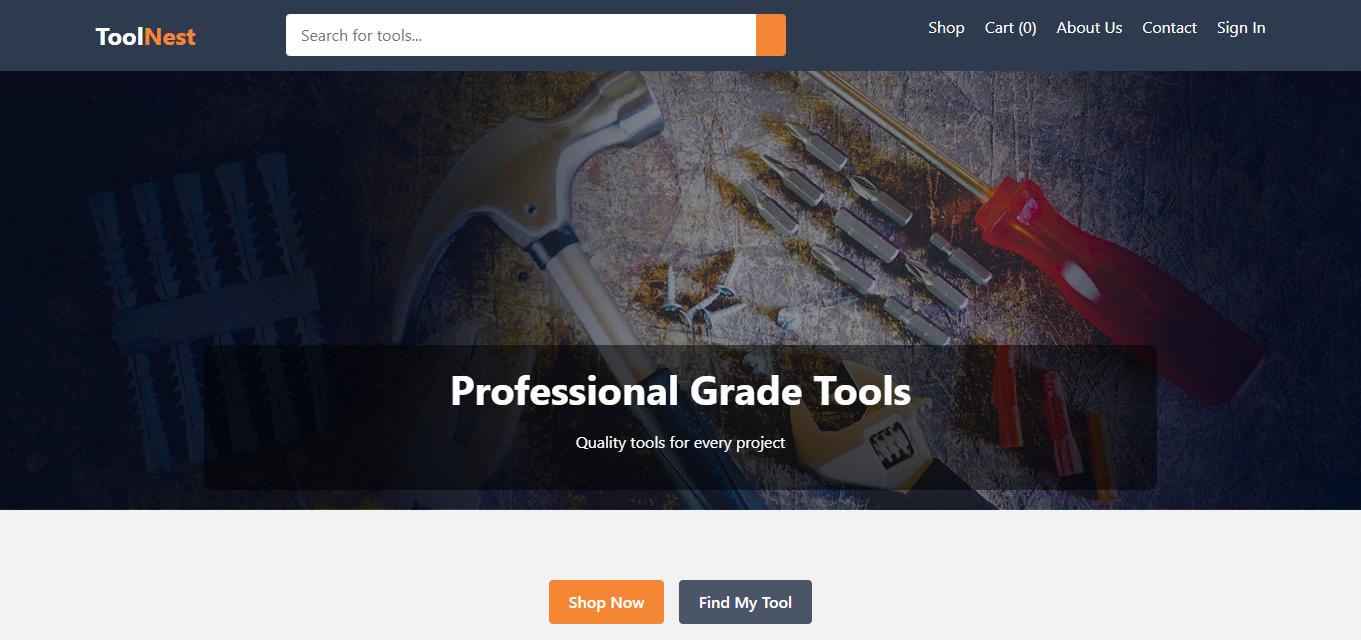 ToolNest
Search for tools...
Shop Cart (0) About Us Contact Sign In
Professional Grade Tools
Quality tools for every project
Shop Now Find My Tool